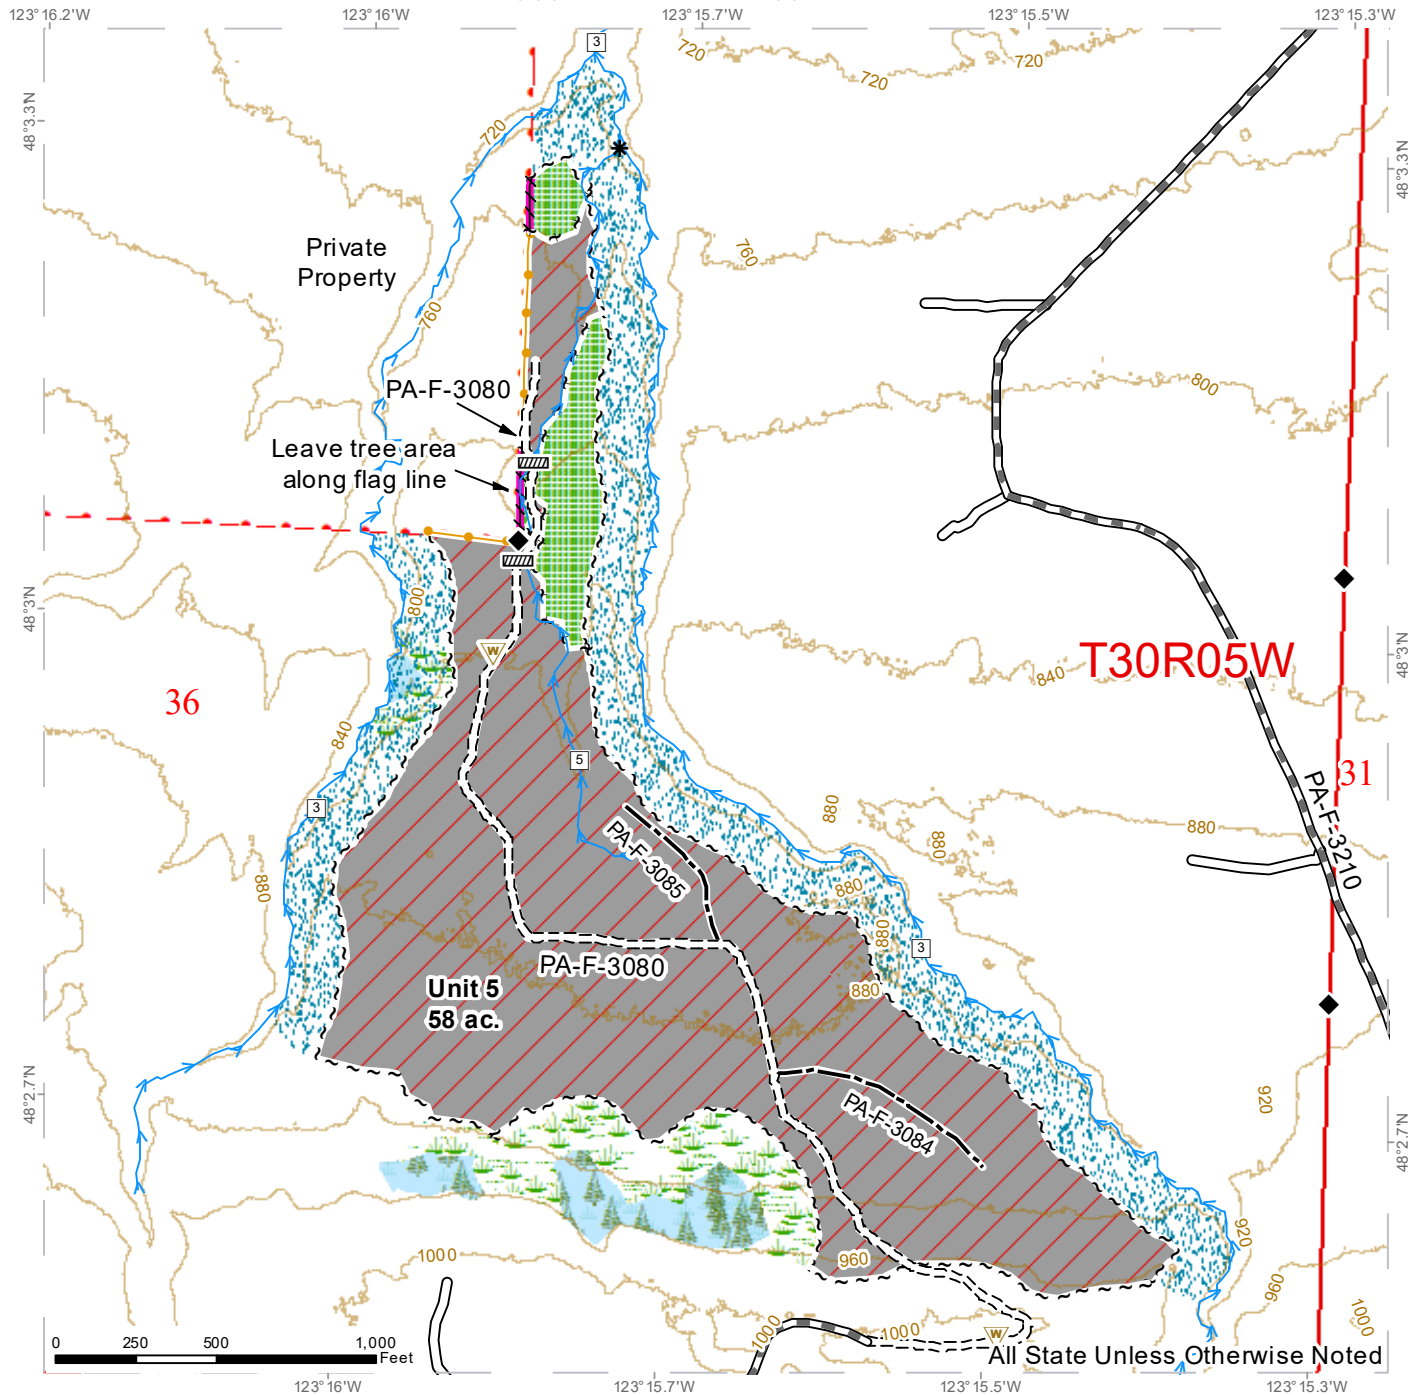 123°16.2'W
123°16'W
123°15.7'W
123°15.5'W
123°15.3'W
3
720
720
720
720
48°3.3'N
48°3.3'N
Private
Property
760
760
800
PA-F-3080
Leave tree area
along flag line
48°3'N
48°3'N
800
W
T30R05W
840
36
840
5
31
3
880
880
880
PA-F-3210
PA-F-3085
880
880
880
3
PA-F-3080
880
Unit 5
58 ac.
48°2.7'N
48°2.7'N
920
PA-F-3084
920
960
1000
960
1000
1000
1000
W
0
250
500
1,000
Feet
All State Unless Otherwise Noted
123°16'W
123°15.7'W
123°15.5'W
123°15.3'W